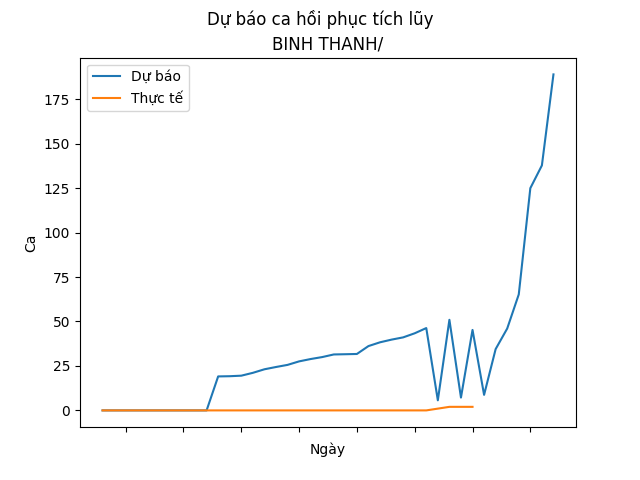 Dự báo ca hồi phục tích lũy
BINH THANH/
Dự báo
Thực tế
175
150
125
100
75
50
25
0
Ca
Ngày